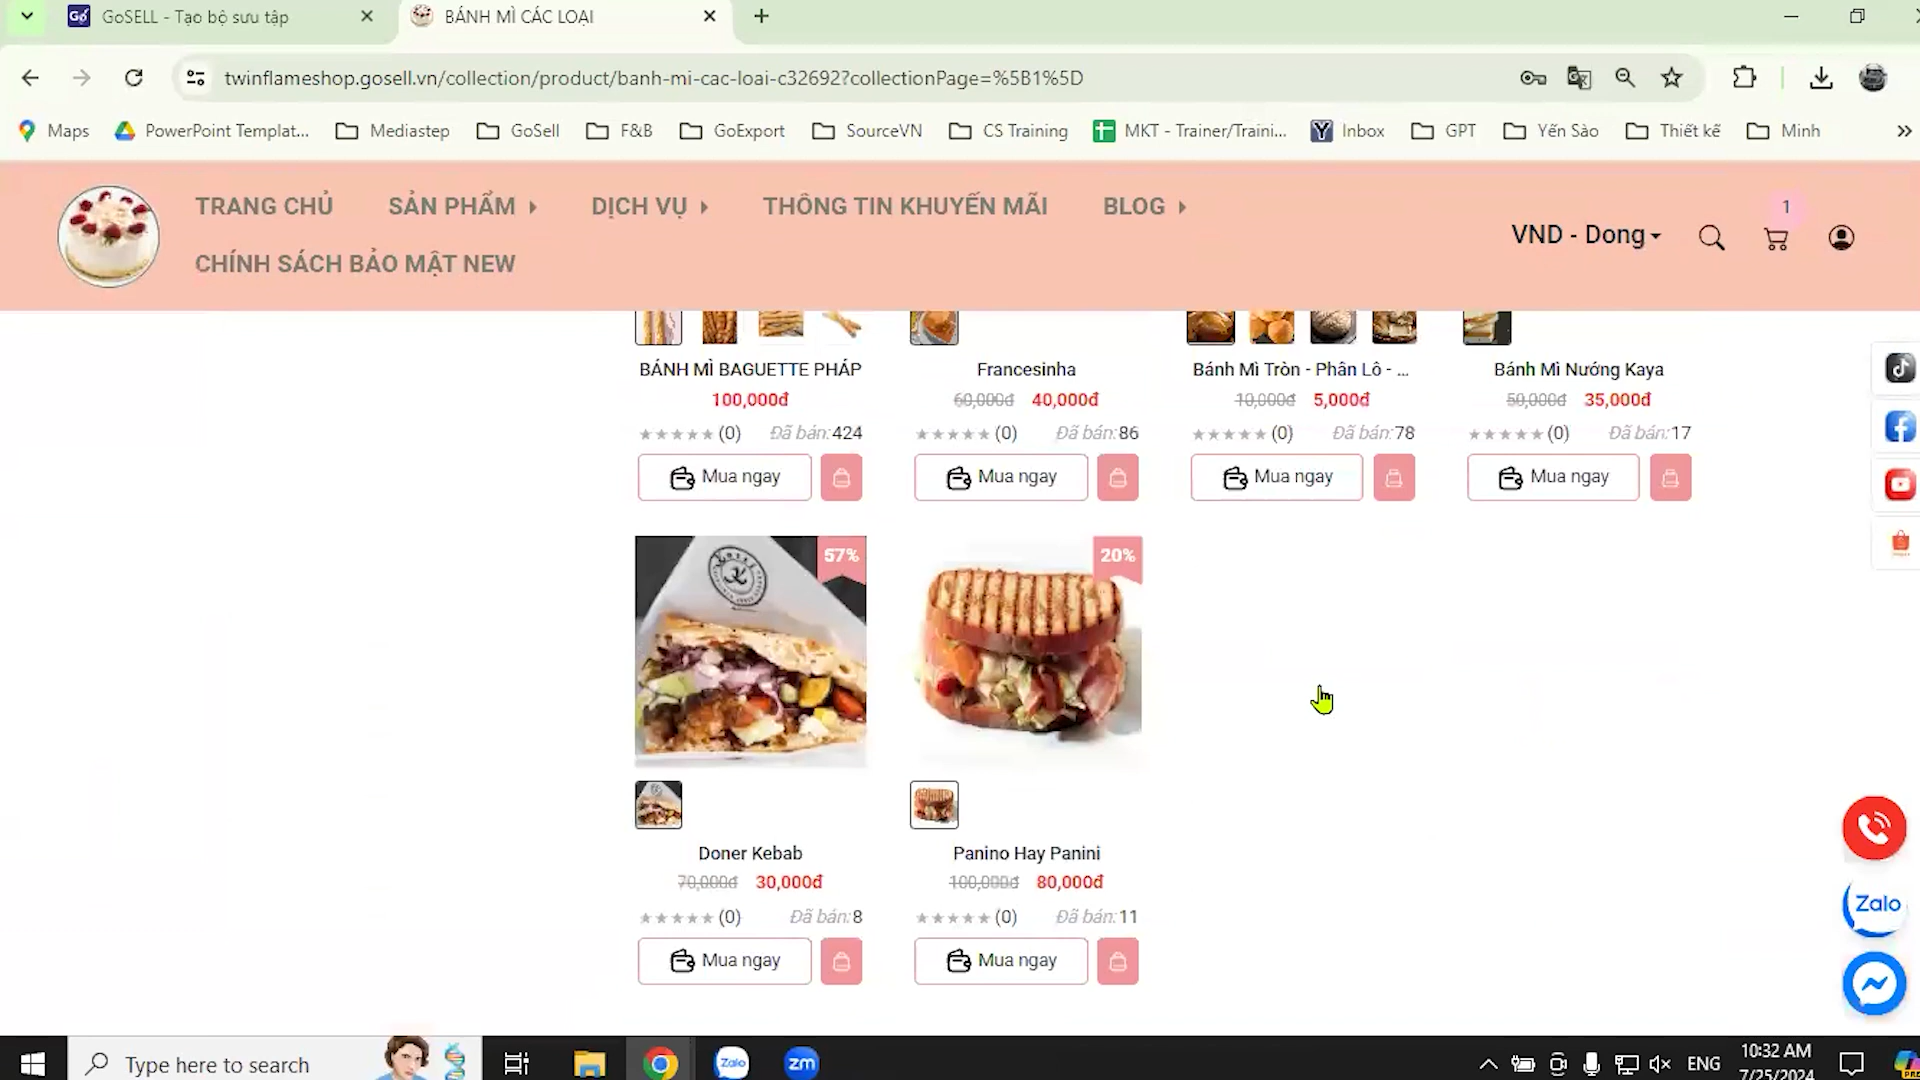 GoSELL - Tạo bộ sưu tập
BÁNH MÌ CÁC LOẠI
twinflameshop.gosell.vn/collection/product/banh-mi-cac-loai-c32692?collectionPage=%5B1%5D
Maps
PowerPoint Templat...
Mediastep
GoSell
F&B
GoExport
SourceVN
CS Training
MKT - Trainer/Traini...
Inbox
GPT
Yến Sào
Thiết kế
Minh
TRANG CHỦ
SẢN PHẨM
DỊCH VỤ
THÔNG TIN KHUYẾN MÃI
BLOG
CHÍNH SÁCH BẢO MẬT NEW
VND - Dong
1
BÁNH MÌ BAGUETTE PHÁP
100,000đ
(0) Đã bán:424
Mua ngay
Francesinha
60,000đ 40,000đ
(0) Đã bán:86
Mua ngay
Bánh Mì Tròn - Phân Lô - ...
10,000đ 5,000đ
(0) Đã bán:78
Mua ngay
Bánh Mì Nướng Kaya
50,000đ 35,000đ
(0) Đã bán:17
Mua ngay
57%
Doner Kebab
70,000đ 30,000đ
(0) Đã bán:8
Mua ngay
20%
Panino Hay Panini
100,000đ 80,000đ
(0) Đã bán:11
Mua ngay
Zalo
Type here to search
Zalo
zm
ENG
10:32 AM
7/25/2024